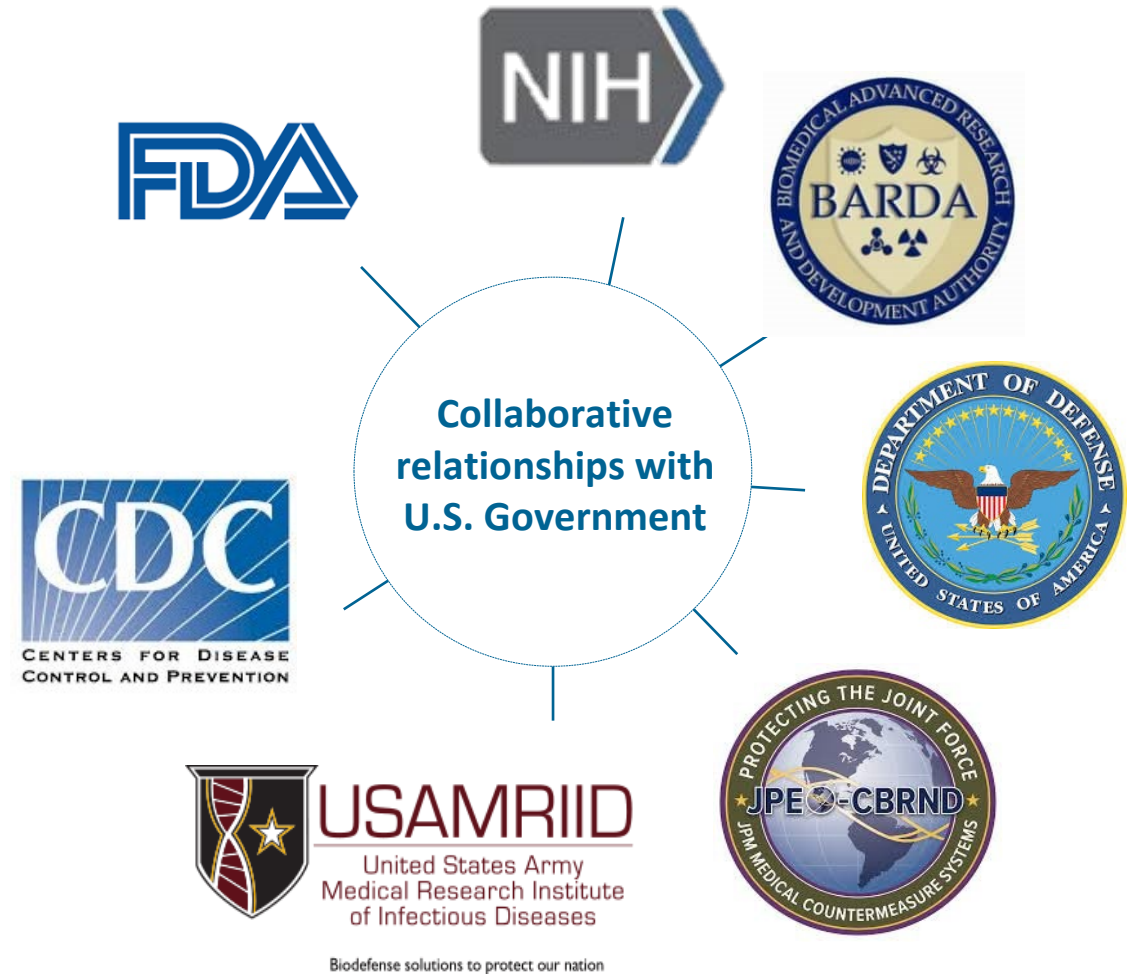 NIH
FDA
BIOMEDICAL ADVANCED RESEARCH
AND DEVELOPMENT AUTHORITY
BARDA
Collaborative
relationships with
U.S. Government
DEPARTMENT OF DEFENSE
UNITED STATES OF AMERICA
CDC
CENTERS FOR DISEASE
CONTROL AND PREVENTION
PROTECTING THE JOINT FORCE
JPEO-CBRND
JPM MEDICAL COUNTERMEASURE SYSTEMS
USAMRIID
United States Army
Medical Research Institute
of Infectious Diseases
Biodefense solutions to protect our nation